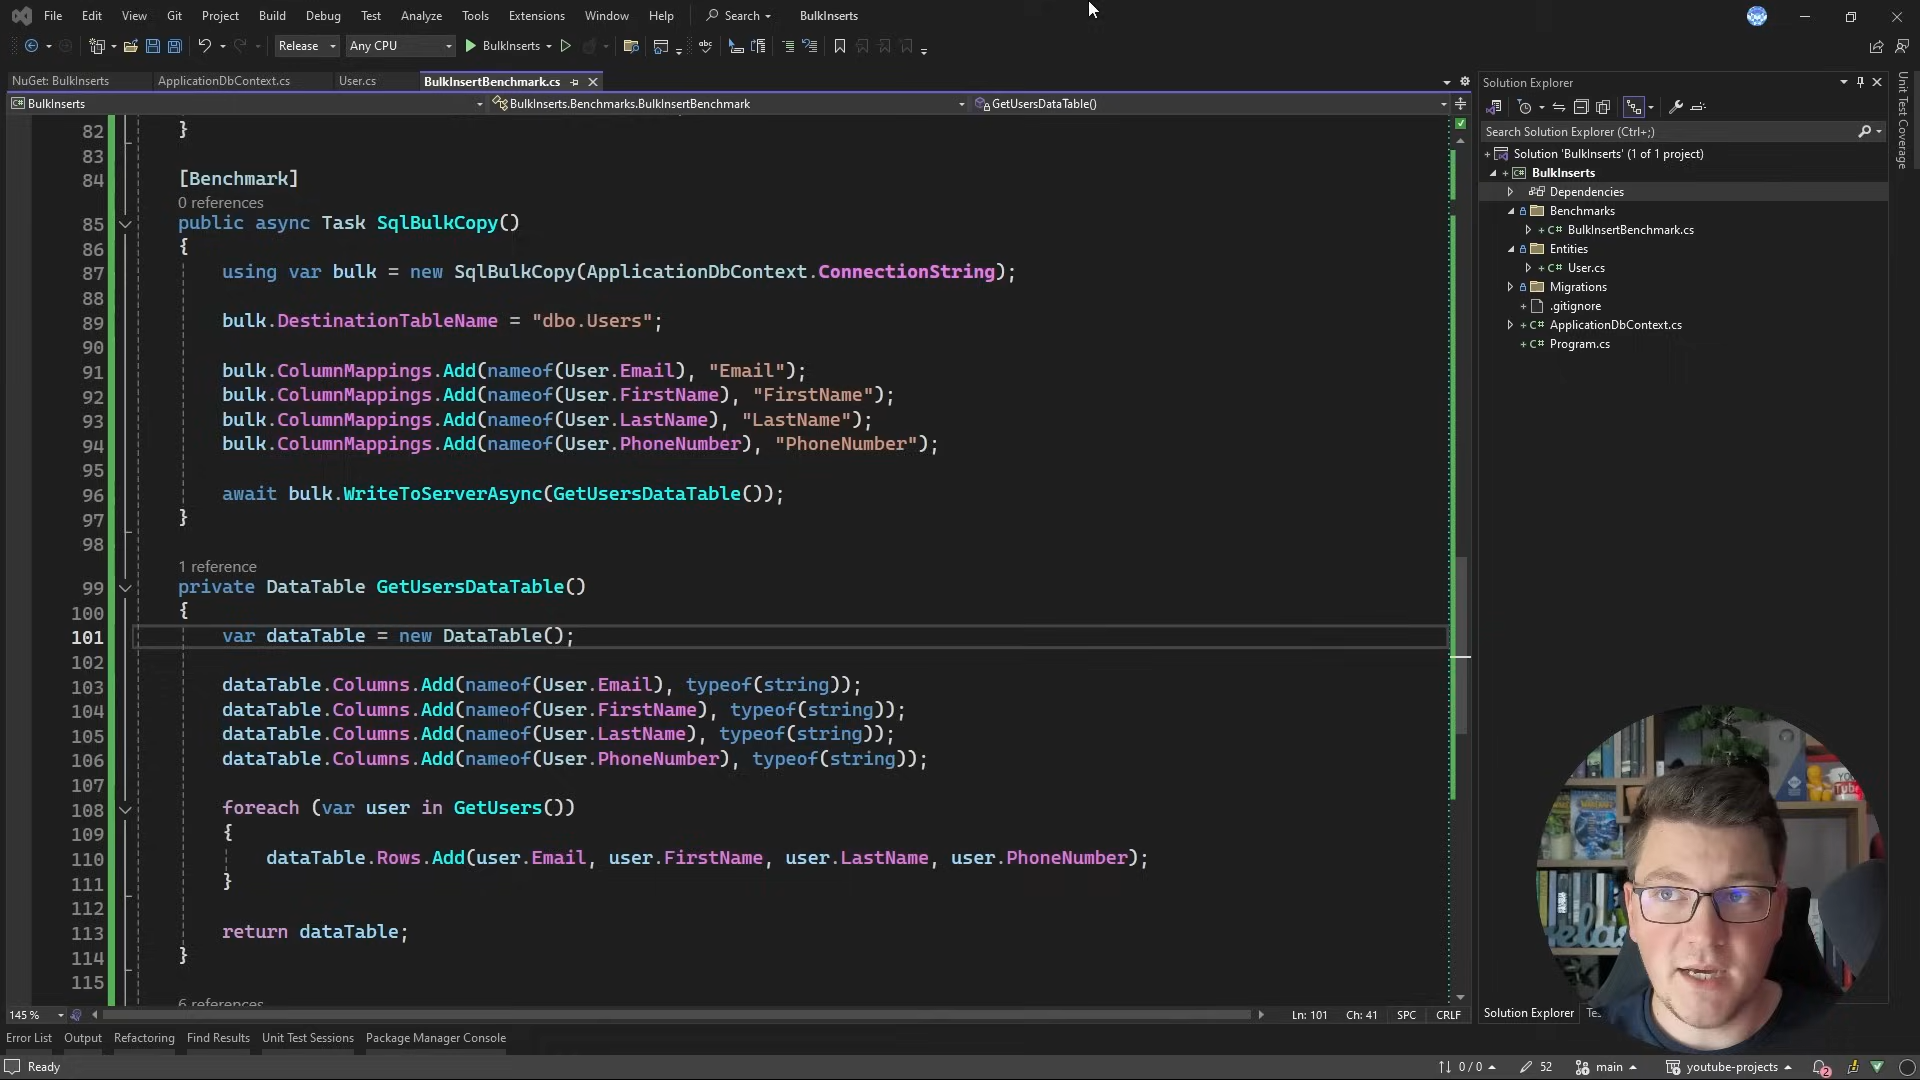 File Edit View Git Project Build Debug Test Analyze Tools Extensions Window Help Search BulkInserts
Release Any CPU BulkInserts
NuGet: BulkInserts ApplicationDbContext.cs User.cs BulkInsertBenchmark.cs
BulkInserts BulkInserts.Benchmarks.BulkInsertBenchmark GetUsersDataTable()
82 }
83
84 [Benchmark]
0 references
85 public async Task SqlBulkCopy()
86 {
87 using var bulk = new SqlBulkCopy(ApplicationDbContext.ConnectionString);
88
89 bulk.DestinationTableName = "dbo.Users";
90
91 bulk.ColumnMappings.Add(nameof(User.Email), "Email");
92 bulk.ColumnMappings.Add(nameof(User.FirstName), "FirstName");
93 bulk.ColumnMappings.Add(nameof(User.LastName), "LastName");
94 bulk.ColumnMappings.Add(nameof(User.PhoneNumber), "PhoneNumber");
95
96 await bulk.WriteToServerAsync(GetUsersDataTable());
97 }
98
1 reference
99 private DataTable GetUsersDataTable()
100 {
101 var dataTable = new DataTable();
102
103 dataTable.Columns.Add(nameof(User.Email), typeof(string));
104 dataTable.Columns.Add(nameof(User.FirstName), typeof(string));
105 dataTable.Columns.Add(nameof(User.LastName), typeof(string));
106 dataTable.Columns.Add(nameof(User.PhoneNumber), typeof(string));
107
108 foreach (var user in GetUsers())
109 {
110 dataTable.Rows.Add(user.Email, user.FirstName, user.LastName, user.PhoneNumber);
111 }
112
113 return dataTable;
114 }
115
6 references
145 % Ln: 101 Ch: 41 SPC CRLF
Solution Explorer
Search Solution Explorer (Ctrl+;)
Solution 'BulkInserts' (1 of 1 project)
BulkInserts
Dependencies
Benchmarks
BulkInsertBenchmark.cs
Entities
User.cs
Migrations
.gitignore
ApplicationDbContext.cs
Program.cs
Unit Test Coverage
Solution Explorer
Error List Output Refactoring Find Results Unit Test Sessions Package Manager Console
Ready 0 / 0 52 main youtube-projects 2